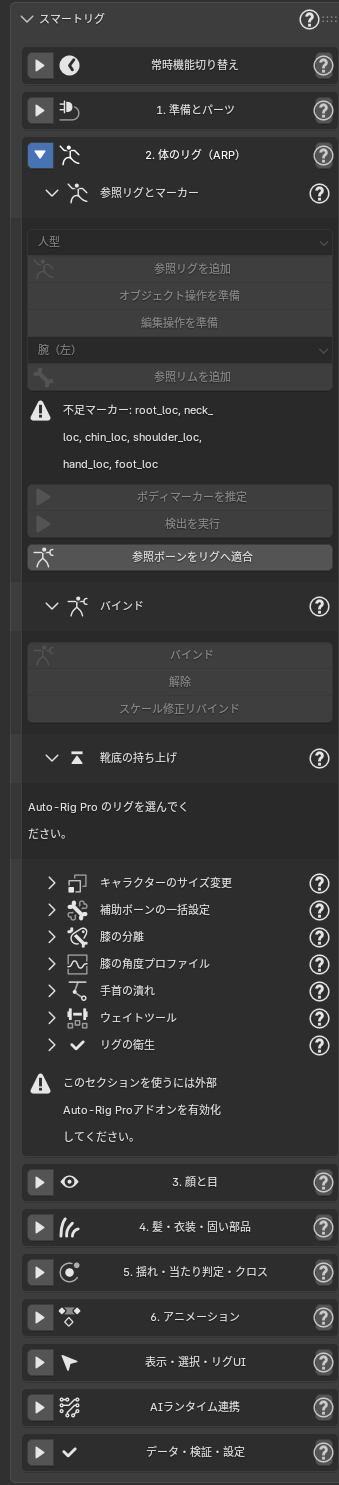 スマートリグ
常時機能切り替え
1. 準備とパーツ
2. 体のリグ（ARP）
参照リグとマーカー
人型
参照リグを追加
オブジェクト操作を準備
編集操作を準備
腕（左）
参照リムを追加
不足マーカー: root_loc, neck_
loc, chin_loc, shoulder_loc,
hand_loc, foot_loc
ボディマーカーを推定
検出を実行
参照ボーンをリグへ適合
バインド
バインド
解除
スケール修正リバインド
靴底の持ち上げ
Auto-Rig Pro のリグを選んでく
ださい。
キャラクターのサイズ変更
補助ボーンの一括設定
膝の分離
膝の角度プロファイル
手首の潰れ
ウェイトツール
リグの衛生
このセクションを使うには外部
Auto-Rig Proアドオンを有効化
してください。
3. 顔と目
4. 髪・衣装・固い部品
5. 揺れ・当たり判定・クロス
6. アニメーション
表示・選択・リグUI
AIランタイム連携
データ・検証・設定